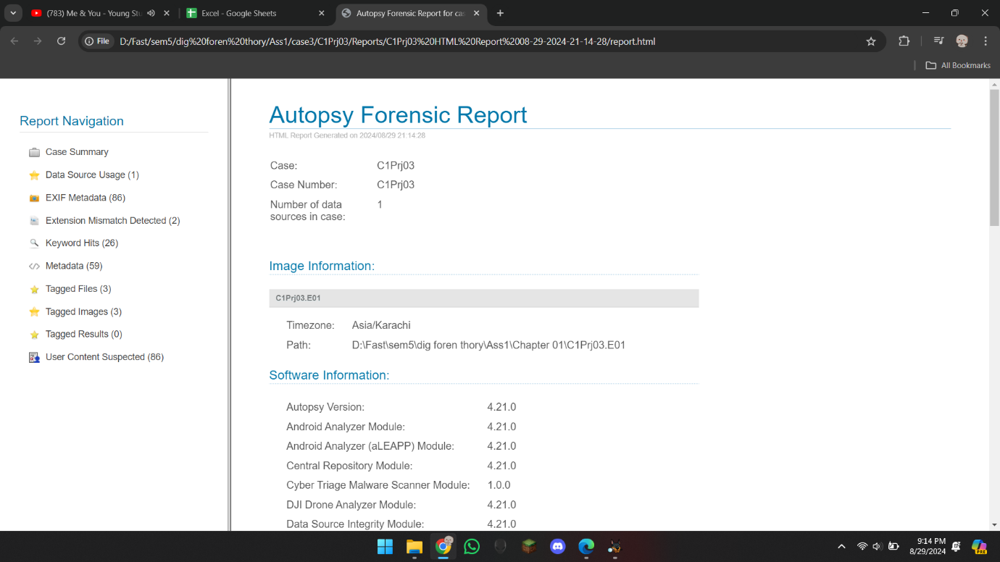 (783) Me & You - Young Stu
Excel - Google Sheets
Autopsy Forensic Report for cas
File
D:/Fast/sem5/dig%20foren%20thory/Ass1/case3/C1Prj03/Reports/C1Prj03%20HTML%20Report%2008-29-2024-21-14-28/report.html
All Bookmarks
Report Navigation
Case Summary
Data Source Usage (1)
EXIF Metadata (86)
Extension Mismatch Detected (2)
Keyword Hits (26)
Metadata (59)
Tagged Files (3)
Tagged Images (3)
Tagged Results (0)
User Content Suspected (86)
Autopsy Forensic Report
HTML Report Generated on 2024/08/29 21:14:28
Case: C1Prj03
Case Number: C1Prj03
Number of data 1
sources in case:
Image Information:
C1Prj03.E01
Timezone: Asia/Karachi
Path: D:\Fast\sem5\dig foren thory\Ass1\Chapter 01\C1Prj03.E01
Software Information:
Autopsy Version: 4.21.0
Android Analyzer Module: 4.21.0
Android Analyzer (aLEAPP) Module: 4.21.0
Central Repository Module: 4.21.0
Cyber Triage Malware Scanner Module: 1.0.0
DJI Drone Analyzer Module: 4.21.0
Data Source Integrity Module: 4.21.0
9:14 PM
8/29/2024
PRE